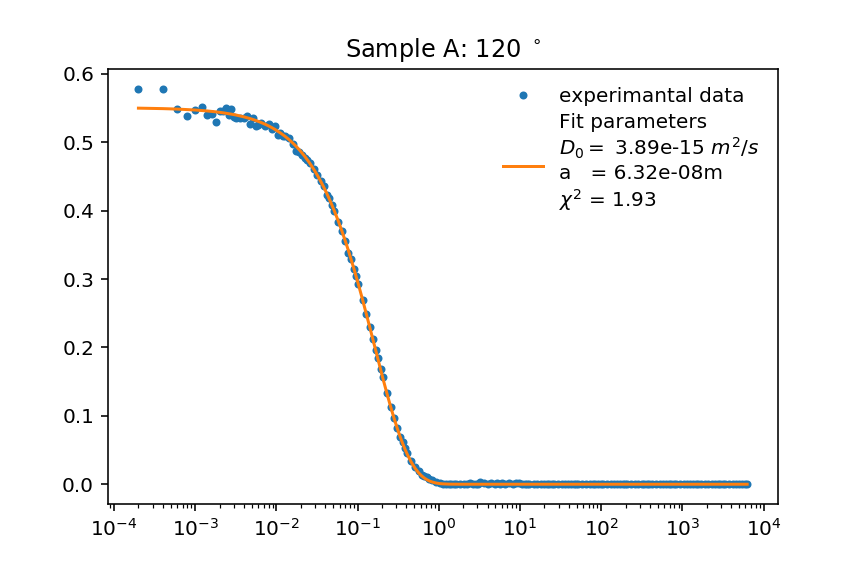 Sample A: 120 °
experimantal data
Fit parameters
D₀ = 3.89e-15 m²/s
a = 6.32e-08m
χ² = 1.93
0.6
0.5
0.4
0.3
0.2
0.1
0.0
10⁻⁴ 10⁻³ 10⁻² 10⁻¹ 10⁰ 10¹ 10² 10³ 10⁴